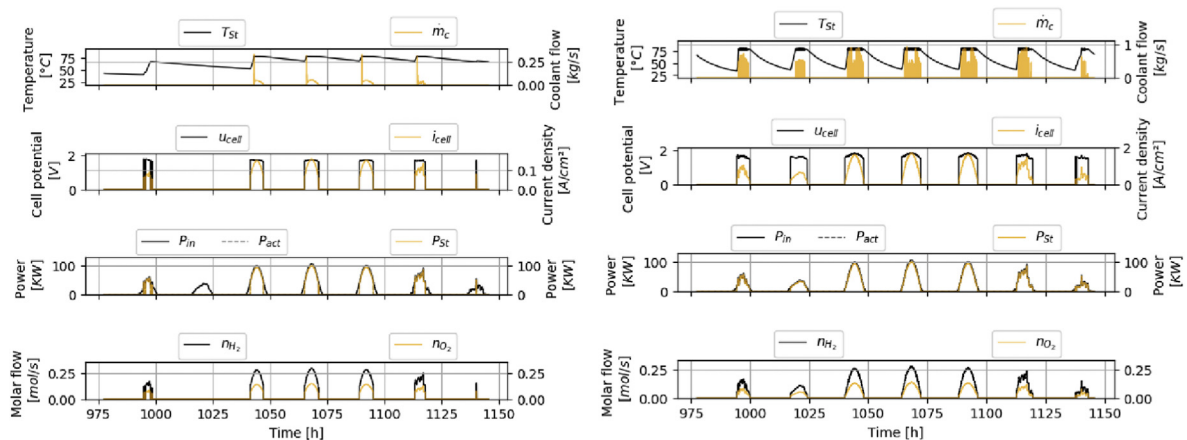 T_St ṁ_c
Temperature [°C]
75
50
25
0.25
0.00
Coolant flow [kg/s]
u_cell i_cell
Cell potential [V]
2
0
0.1
0.0
Current density [A/cm²]
P_in P_act P_St
Power [KW]
100
0
100
0
Power [KW]
n_H₂ n_O₂
Molar flow [mol/s]
0.25
0.00
0.25
0.00
975 1000 1025 1050 1075 1100 1125 1150
Time [h]
T_St ṁ_c
Temperature [°C]
75
50
25
1
0
Coolant flow [kg/s]
u_cell i_cell
Cell potential [V]
2
0
2
0
Current density [A/cm²]
P_in P_act P_St
Power [KW]
100
0
100
0
Power [KW]
n_H₂ n_O₂
Molar flow [mol/s]
0.25
0.00
0.25
0.00
975 1000 1025 1050 1075 1100 1125 1150
Time [h]